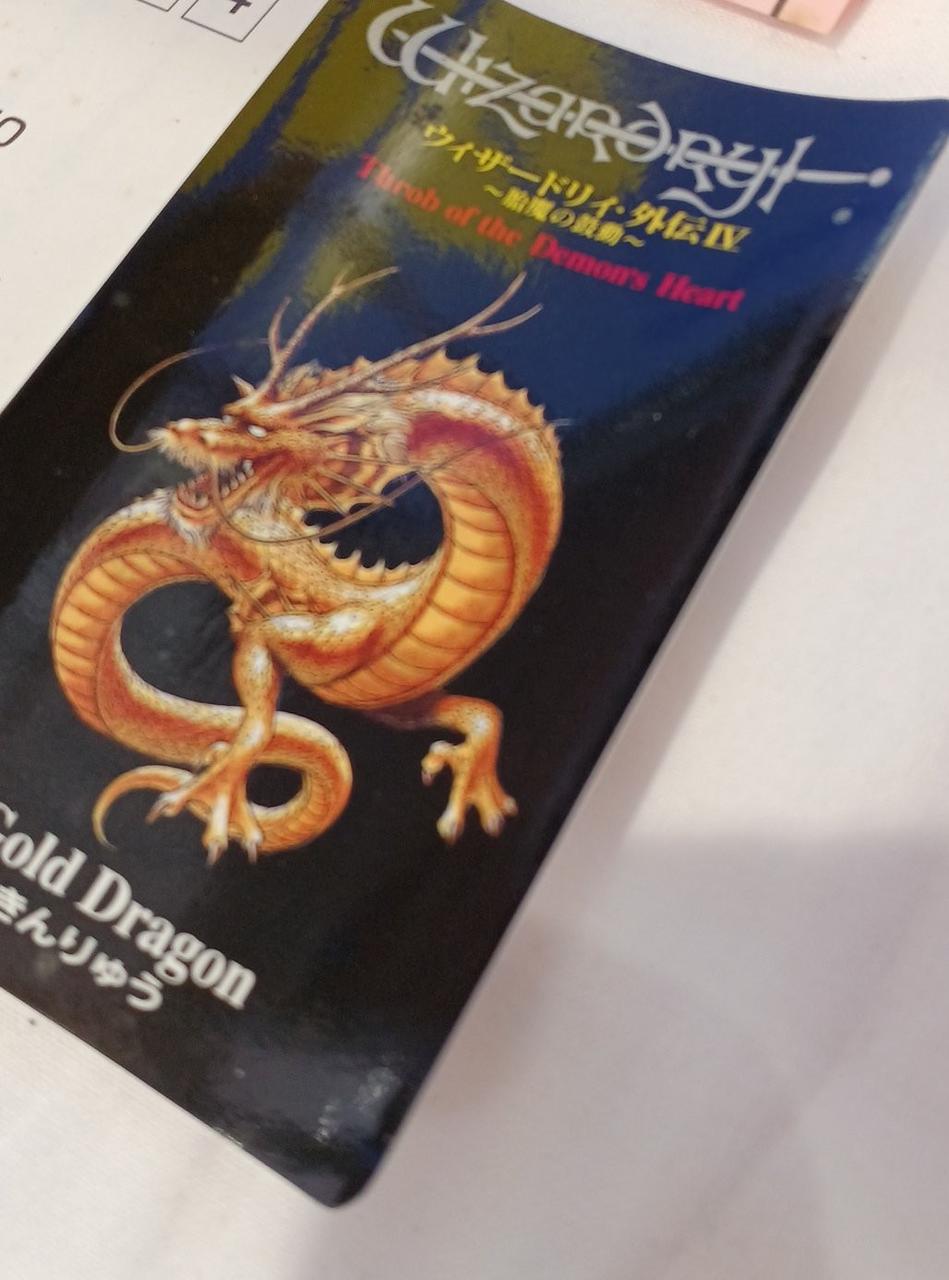 Wizardry
ウィザードリィ・外伝IV
～胎魔の鼓動～
Throb of the Demon's Heart
Gold Dragon
きんりゅう